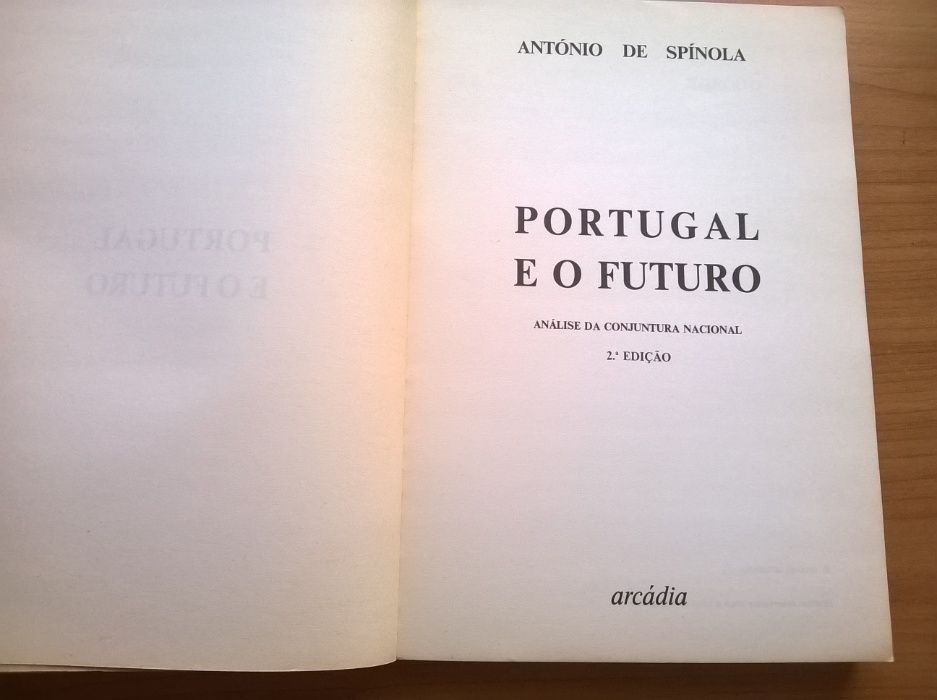 ANTÓNIO DE SPÍNOLA
PORTUGAL
E O FUTURO
ANÁLISE DA CONJUNTURA NACIONAL
2.ª EDIÇÃO
arcádia